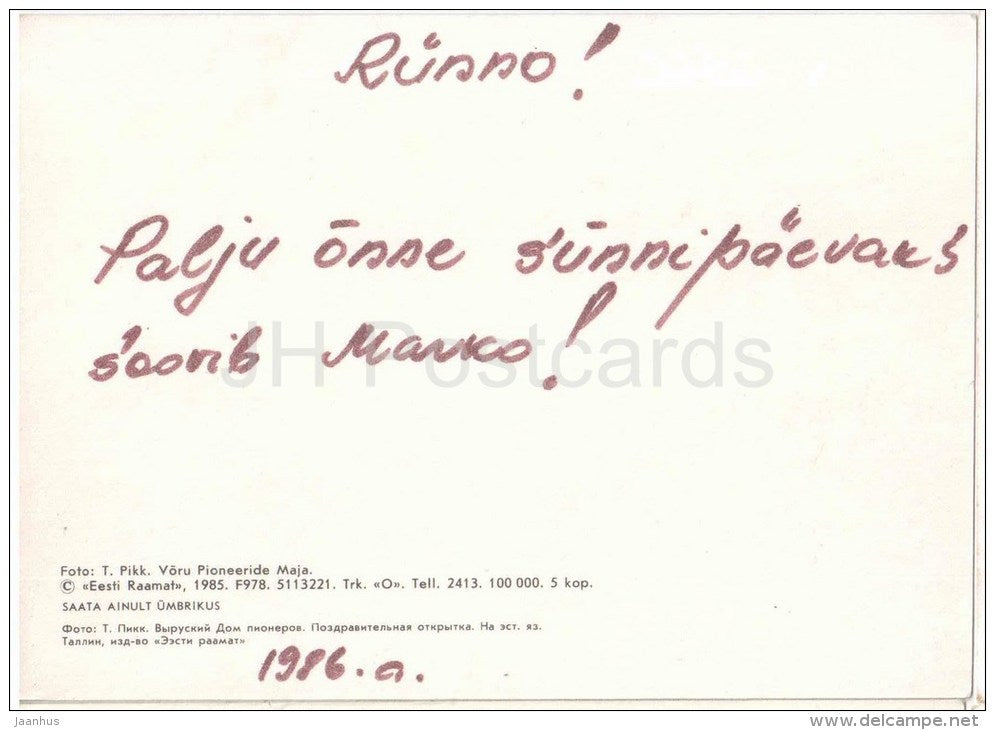 Rünno!
Palju õnne sünnipäevaks
soovib Marko!
JH Postcards
Foto: T. Pikk. Võru Pioneeride Maja.
© «Eesti Raamat», 1985. F978. 5113221. Trk. «O». Tell. 2413. 100 000. 5 kop.
SAATA AINULT ÜMBRIKUS
Фото: Т. Пикк. Выруский Дом пионеров. Поздравительная открытка. На эст. яз.
Таллин, изд-во «Ээсти раамат»
1986.a.
jaanhus
www.delcampe.net